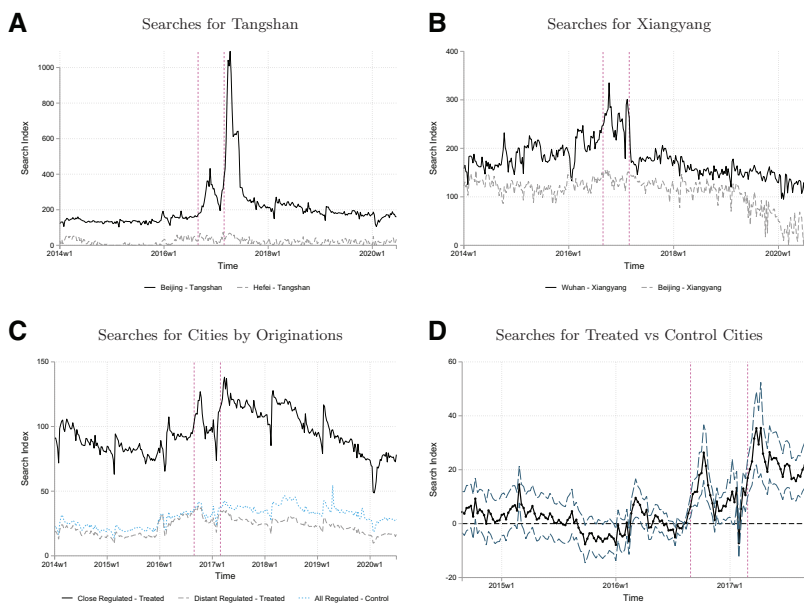 A
Searches for Tangshan
Search Index
1000
800
600
400
200
0
2014w1
2016w1
2018w1
2020w1
Time
Beijing - Tangshan
Hefei - Tangshan
B
Searches for Xiangyang
Search Index
400
300
200
100
0
2014w1
2016w1
2018w1
2020w1
Time
Wuhan - Xiangyang
Beijing - Xiangyang
C
Searches for Cities by Originations
Search Index
150
100
50
0
2014w1
2015w1
2016w1
2017w1
2018w1
2019w1
2020w1
Time
Close Regulated - Treated
Distant Regulated - Treated
All Regulated - Control
D
Searches for Treated vs Control Cities
Search Index
60
40
20
0
-20
2015w1
2016w1
2017w1
Time